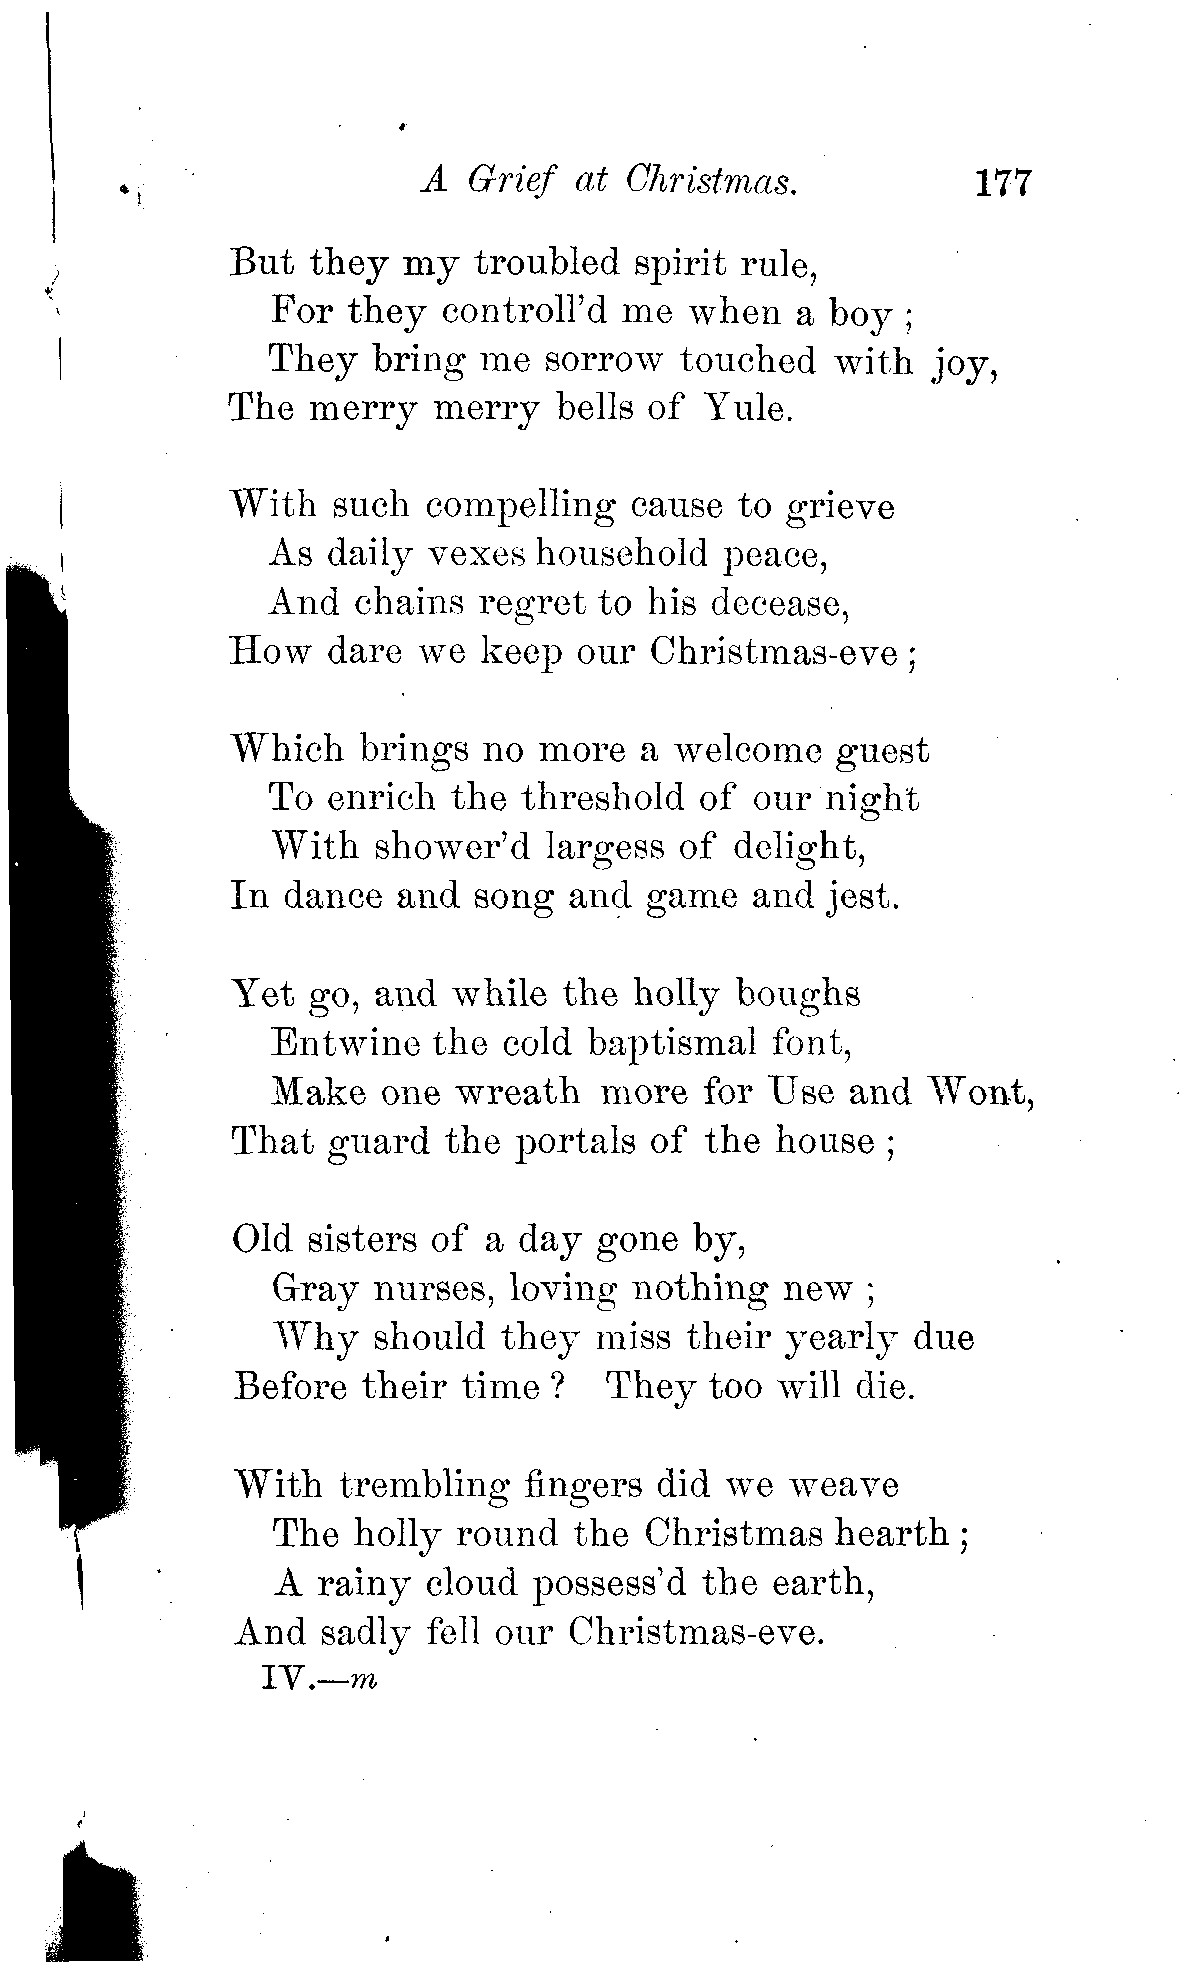 A Grief at Christmas. 177
But they my troubled spirit rule,
For they controll'd me when a boy ;
They bring me sorrow touched with joy,
The merry merry bells of Yule.
With such compelling cause to grieve
As daily vexes household peace,
And chains regret to his decease,
How dare we keep our Christmas-eve ;
Which brings no more a welcome guest
To enrich the threshold of our night
With shower'd largess of delight,
In dance and song and game and jest.
Yet go, and while the holly boughs
Entwine the cold baptismal font,
Make one wreath more for Use and Wont,
That guard the portals of the house ;
Old sisters of a day gone by,
Gray nurses, loving nothing new ;
Why should they miss their yearly due
Before their time ? They too will die.
With trembling fingers did we weave
The holly round the Christmas hearth ;
A rainy cloud possess'd the earth,
And sadly fell our Christmas-eve.
IV.—m